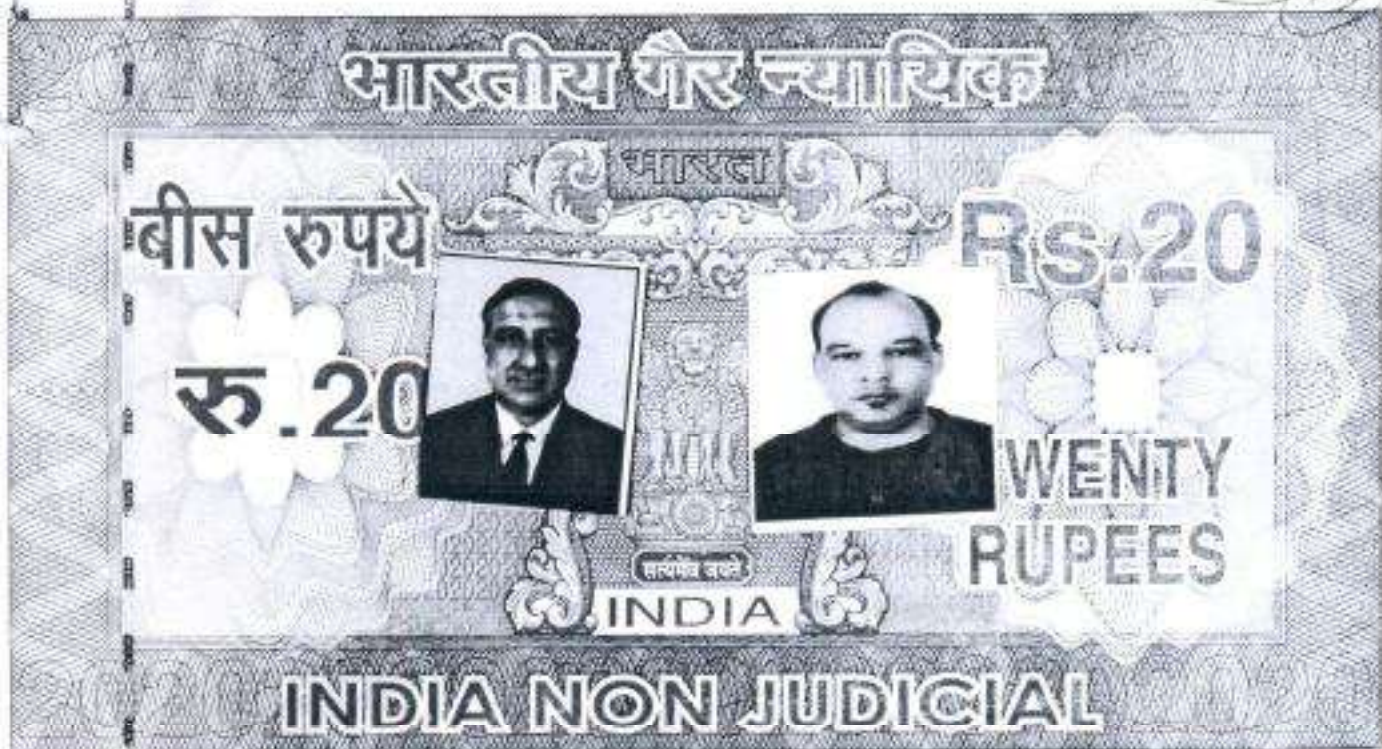 भारतीय गैर न्यायिक
भारत
बीस रुपये
Rs.20
रु.20
WENTY
RUPEES
सत्यमेव जयते
INDIA
INDIA NON JUDICIAL